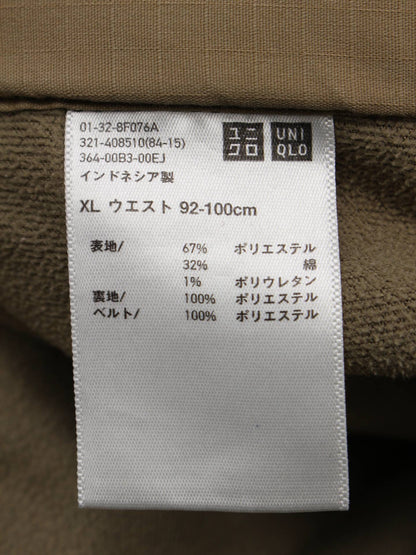 01-32-8F076A
321-408510(84-15)
364-00B3-00EJ
インドネシア製
ユニ
クロ
UNI
QLO
XL ウエスト 92-100cm
表地/ 67% ポリエステル
32% 綿
1% ポリウレタン
裏地/ 100% ポリエステル
ベルト/ 100% ポリエステル